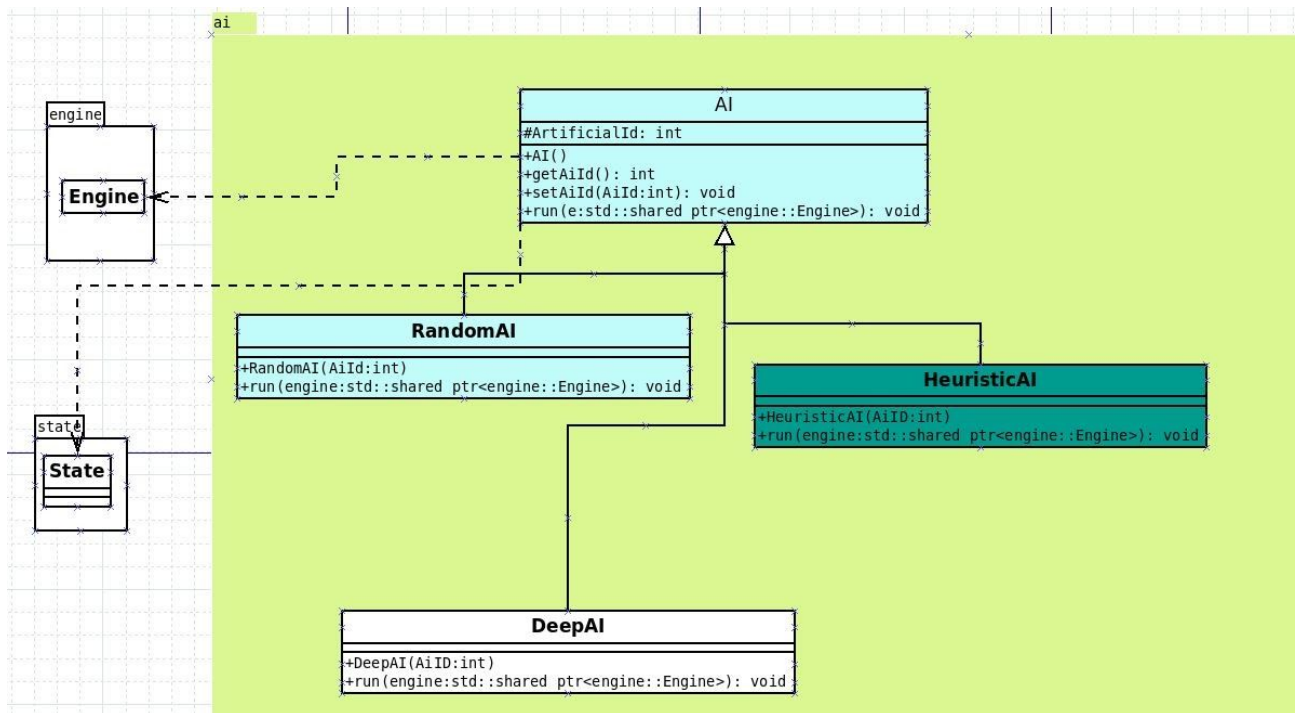 ai
engine
Engine
AI
#ArtificialId: int
+AI()
+getAiId(): int
+setAiId(AiId:int): void
+run(e:std::shared ptr<engine::Engine>): void
RandomAI
+RandomAI(AiId:int)
+run(engine:std::shared ptr<engine::Engine>): void
HeuristicAI
+HeuristicAI(AiID:int)
+run(engine:std::shared ptr<engine::Engine>): void
state
State
DeepAI
+DeepAI(AiID:int)
+run(engine:std::shared ptr<engine::Engine>): void